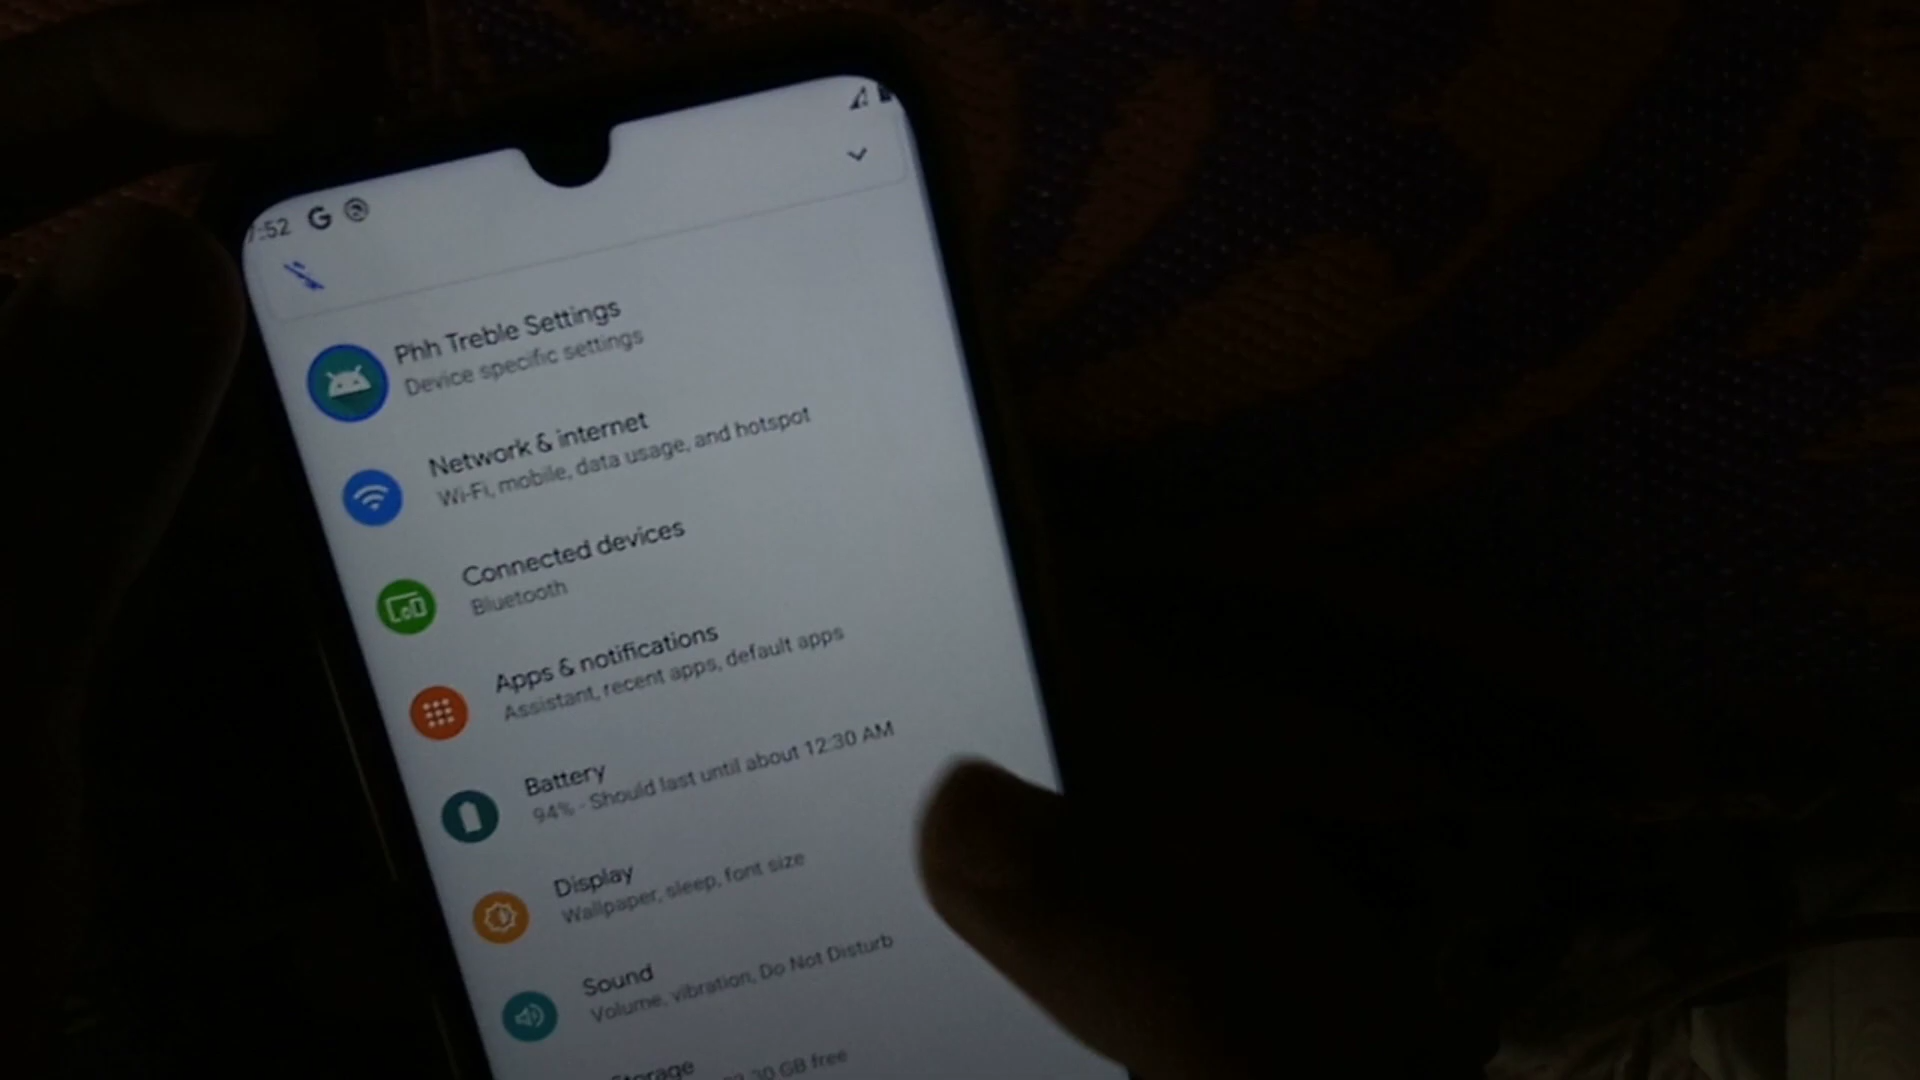 :52 G
Phh Treble Settings
Device specific settings
Network & internet
Wi-Fi, mobile, data usage, and hotspot
Connected devices
Bluetooth
Apps & notifications
Assistant, recent apps, default apps
Battery
94% - Should last until about 12:30 AM
Display
Wallpaper, sleep, font size
Sound
Volume, vibration, Do Not Disturb
Storage
GB free